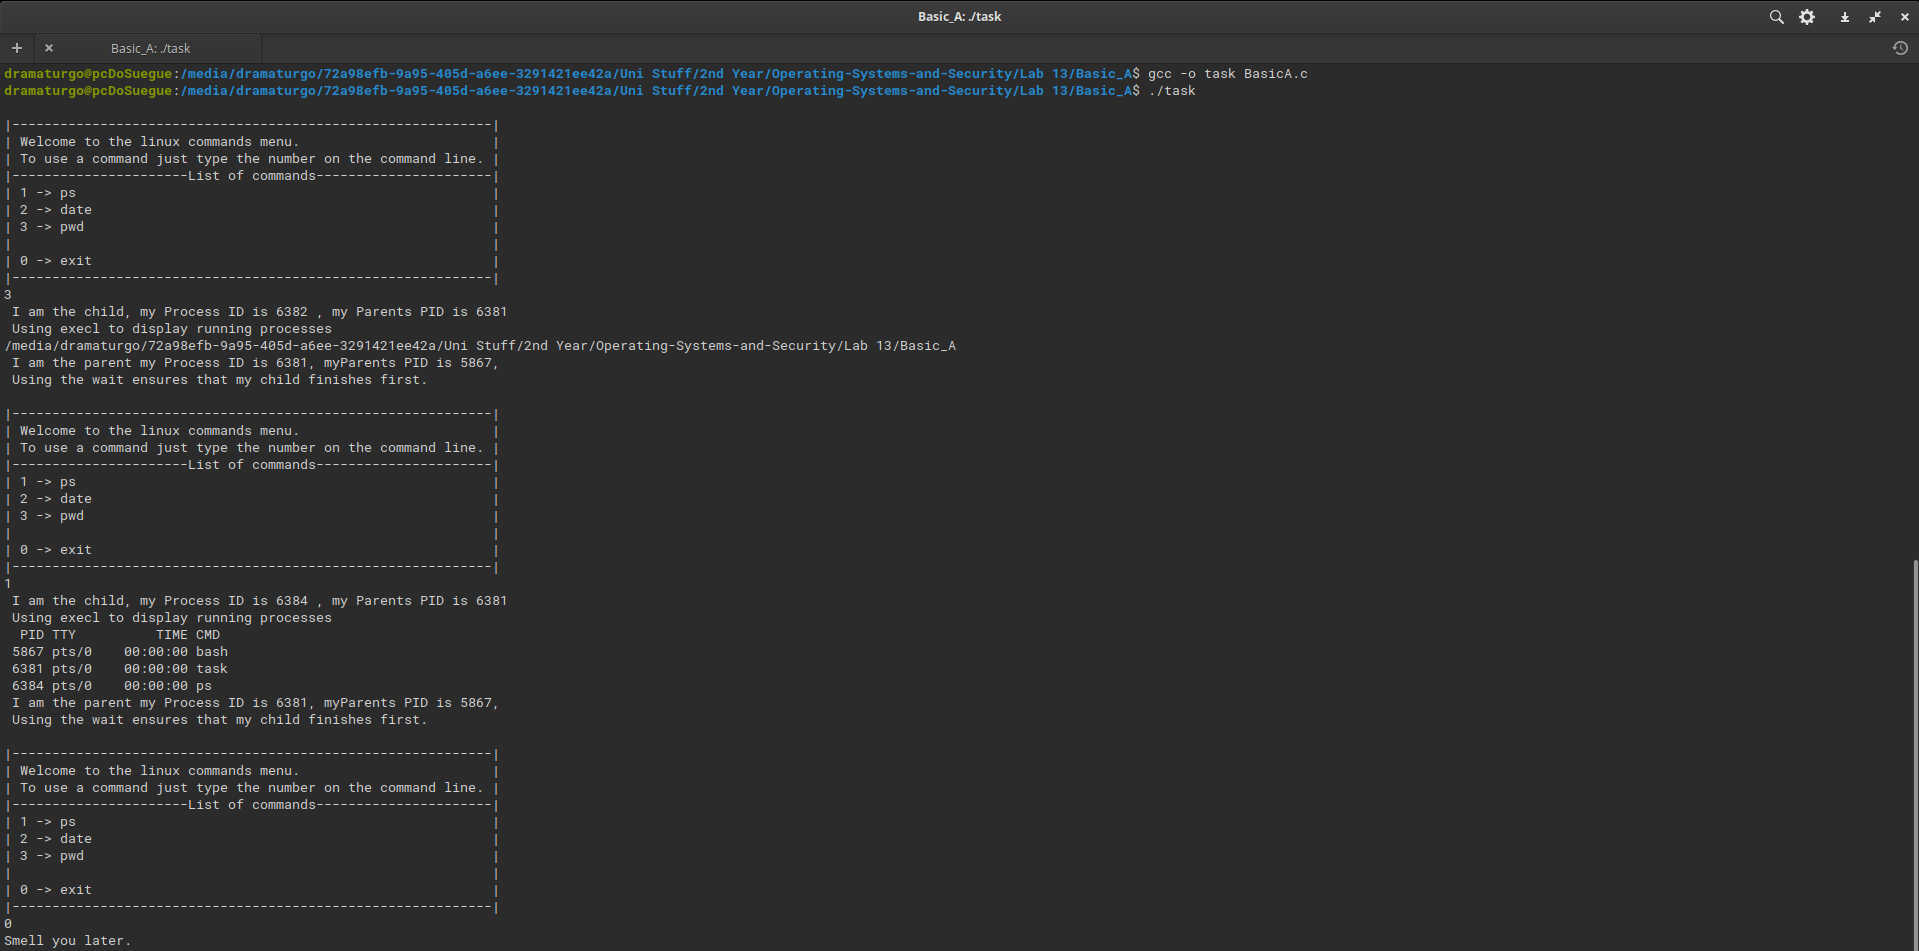 Basic_A: ./task
Basic_A: ./task
dramaturgo@pcDoSuegue:/media/dramaturgo/72a98efb-9a95-405d-a6ee-3291421ee42a/Uni Stuff/2nd Year/Operating-Systems-and-Security/Lab 13/Basic_A$ gcc -o task BasicA.c
dramaturgo@pcDoSuegue:/media/dramaturgo/72a98efb-9a95-405d-a6ee-3291421ee42a/Uni Stuff/2nd Year/Operating-Systems-and-Security/Lab 13/Basic_A$ ./task
|------------------------------------------------------------|
| Welcome to the linux commands menu.                        |
| To use a command just type the number on the command line. |
|----------------------List of commands----------------------|
| 1 -> ps                                                    |
| 2 -> date                                                  |
| 3 -> pwd                                                   |
|                                                            |
| 0 -> exit                                                  |
|------------------------------------------------------------|
3
 I am the child, my Process ID is 6382 , my Parents PID is 6381
 Using execl to display running processes
/media/dramaturgo/72a98efb-9a95-405d-a6ee-3291421ee42a/Uni Stuff/2nd Year/Operating-Systems-and-Security/Lab 13/Basic_A
 I am the parent my Process ID is 6381, myParents PID is 5867,
 Using the wait ensures that my child finishes first.
|------------------------------------------------------------|
| Welcome to the linux commands menu.                        |
| To use a command just type the number on the command line. |
|----------------------List of commands----------------------|
| 1 -> ps                                                    |
| 2 -> date                                                  |
| 3 -> pwd                                                   |
|                                                            |
| 0 -> exit                                                  |
|------------------------------------------------------------|
1
 I am the child, my Process ID is 6384 , my Parents PID is 6381
 Using execl to display running processes
  PID TTY          TIME CMD
 5867 pts/0    00:00:00 bash
 6381 pts/0    00:00:00 task
 6384 pts/0    00:00:00 ps
 I am the parent my Process ID is 6381, myParents PID is 5867,
 Using the wait ensures that my child finishes first.
|------------------------------------------------------------|
| Welcome to the linux commands menu.                        |
| To use a command just type the number on the command line. |
|----------------------List of commands----------------------|
| 1 -> ps                                                    |
| 2 -> date                                                  |
| 3 -> pwd                                                   |
|                                                            |
| 0 -> exit                                                  |
|------------------------------------------------------------|
0
Smell you later.